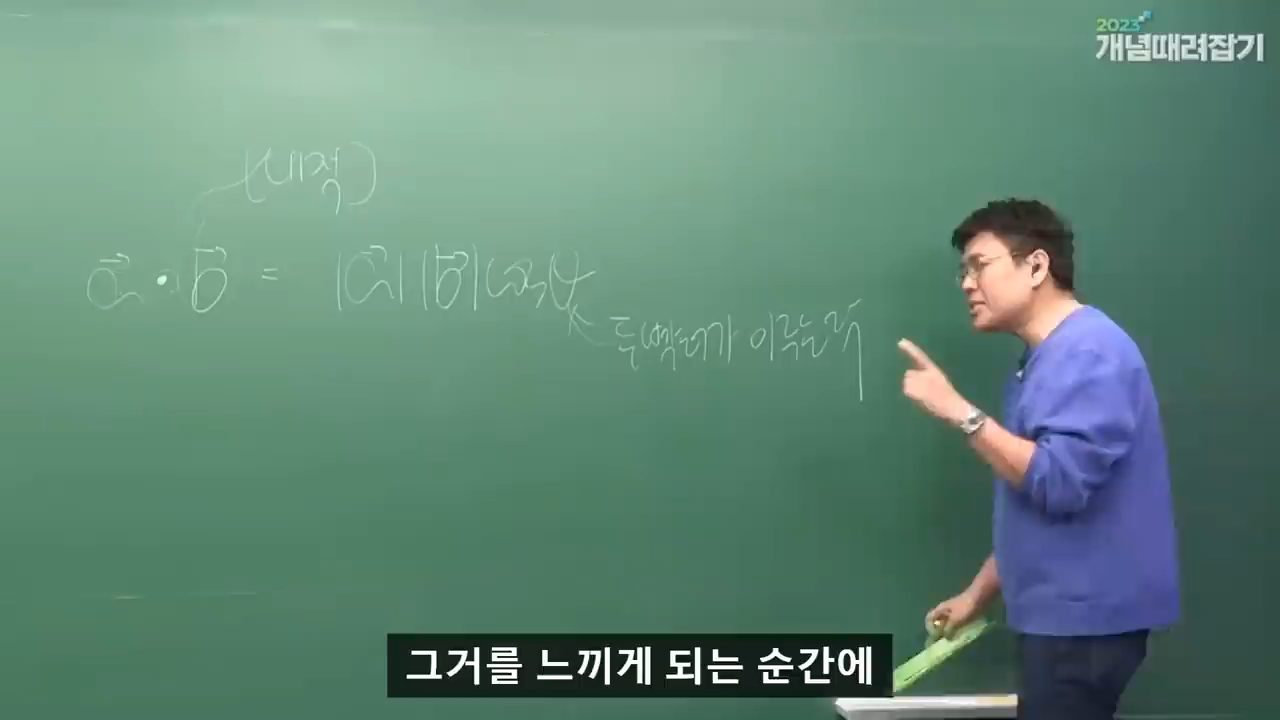 2023
개념때려잡기
(내적)
a⃗ • b⃗ = |a⃗| |b⃗| cosθ
두 벡터가 이루는 각
그거를 느끼게 되는 순간에